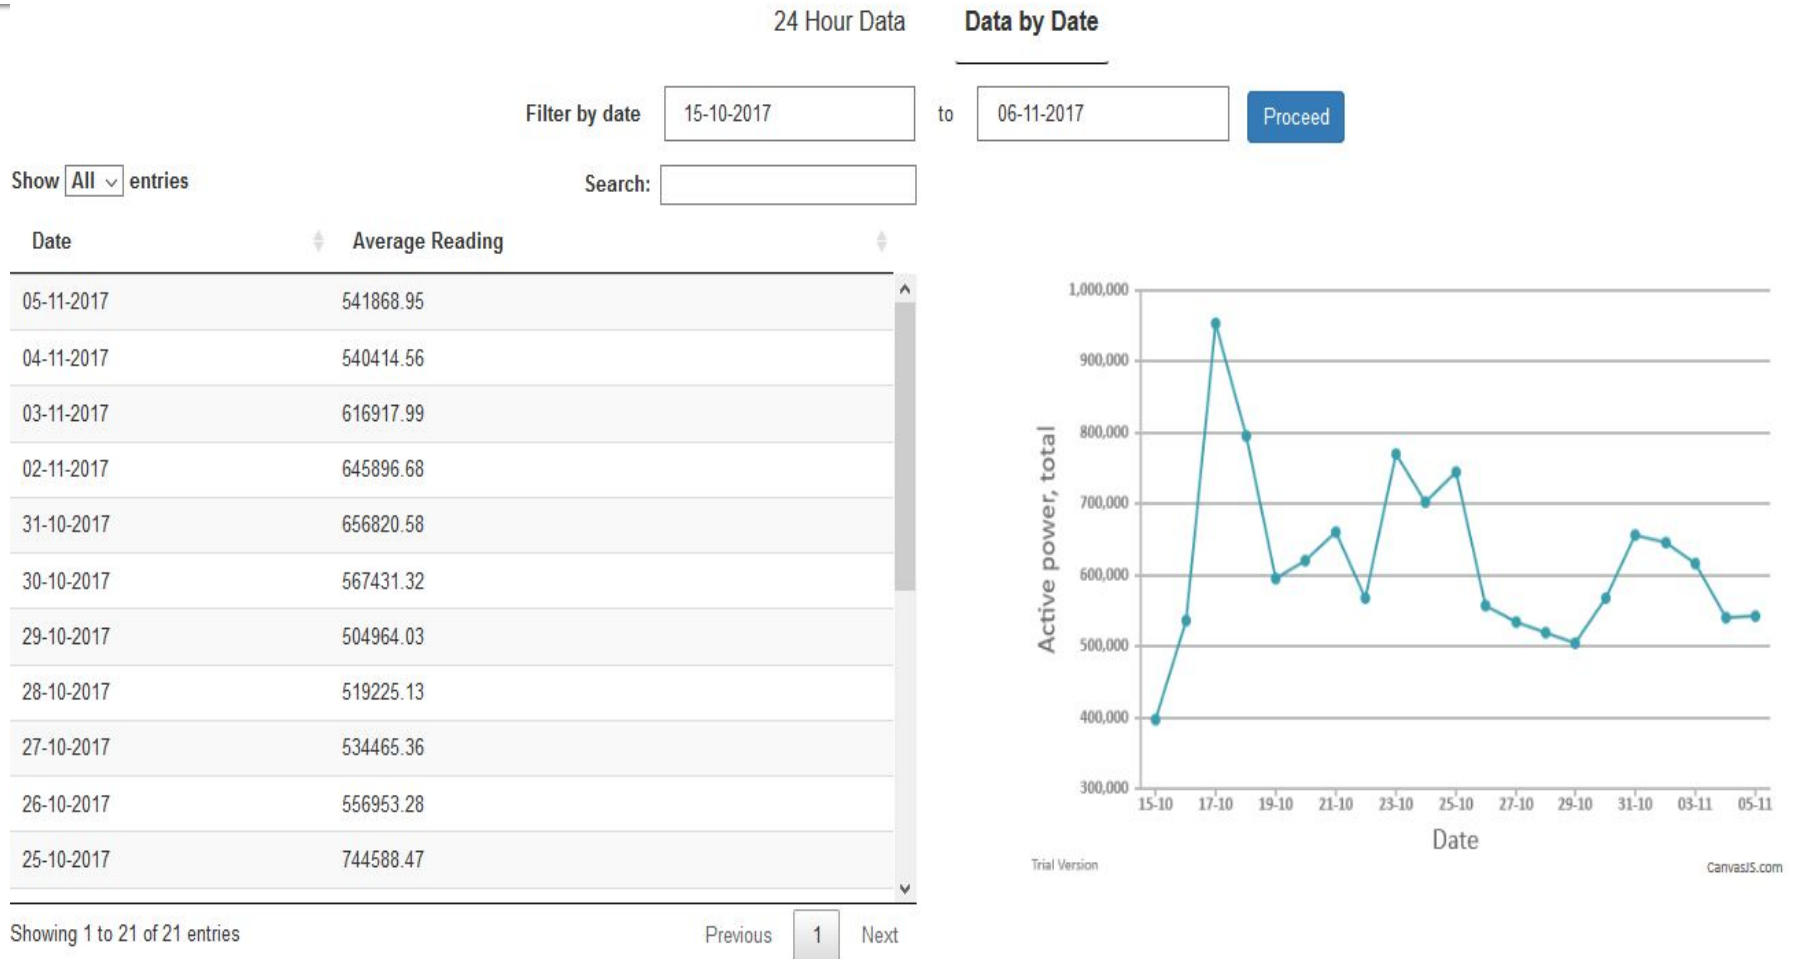 24 Hour Data Data by Date
Filter by date 15-10-2017 to 06-11-2017 Proceed
Show All entries Search:
Date Average Reading
05-11-2017 541868.95
04-11-2017 540414.56
03-11-2017 616917.99
02-11-2017 645896.68
31-10-2017 656820.58
30-10-2017 567431.32
29-10-2017 504964.03
28-10-2017 519225.13
27-10-2017 534465.36
26-10-2017 556953.28
25-10-2017 744588.47
Showing 1 to 21 of 21 entries Previous 1 Next
Active power, total
1,000,000
900,000
800,000
700,000
600,000
500,000
400,000
300,000
15-10 17-10 19-10 21-10 23-10 25-10 27-10 29-10 31-10 03-11 05-11
Date
Trial Version CanvasJS.com